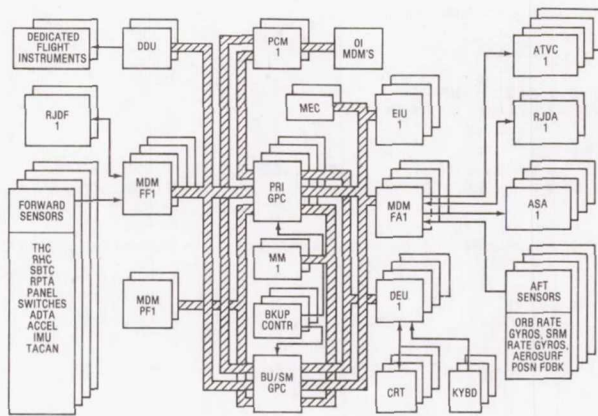 DEDICATED
FLIGHT
INSTRUMENTS
DDU
PCM
1
OI
MDM'S
ATVC
1
RJDF
1
MEC
EIU
1
RJDA
1
MDM
FF1
PRI
GPC
MDM
FA1
ASA
1
FORWARD
SENSORS
THC
RHC
SBTC
RPTA
PANEL
SWITCHES
ADTA
ACCEL
IMU
TACAN
MM
1
MDM
PF1
BKUP
CONTR
DEU
1
AFT
SENSORS
ORB RATE
GYROS, SRM
RATE GYROS,
AEROSURF
POSN FDBK
BU/SM
GPC
CRT
KYBD